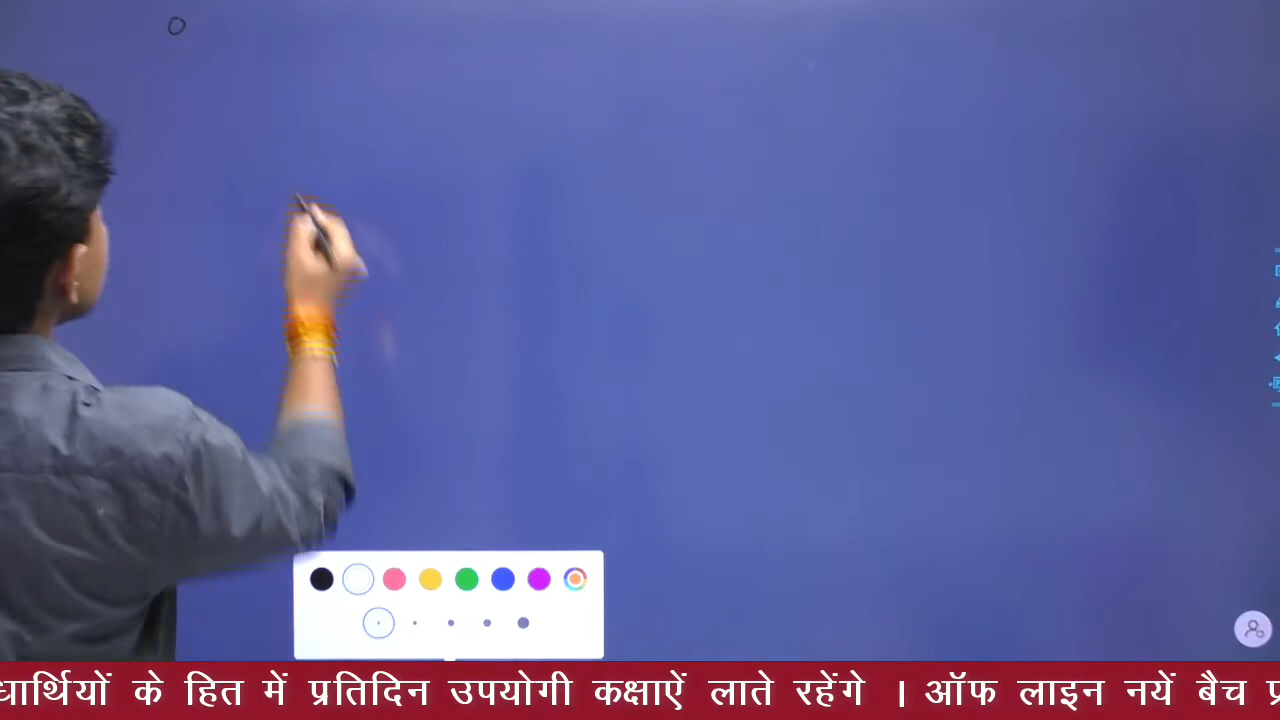 के हित में प्रतिदिन उपयोगी कक्षाऐं लाते रहेंगे । ऑफ लाइन नयें बैच